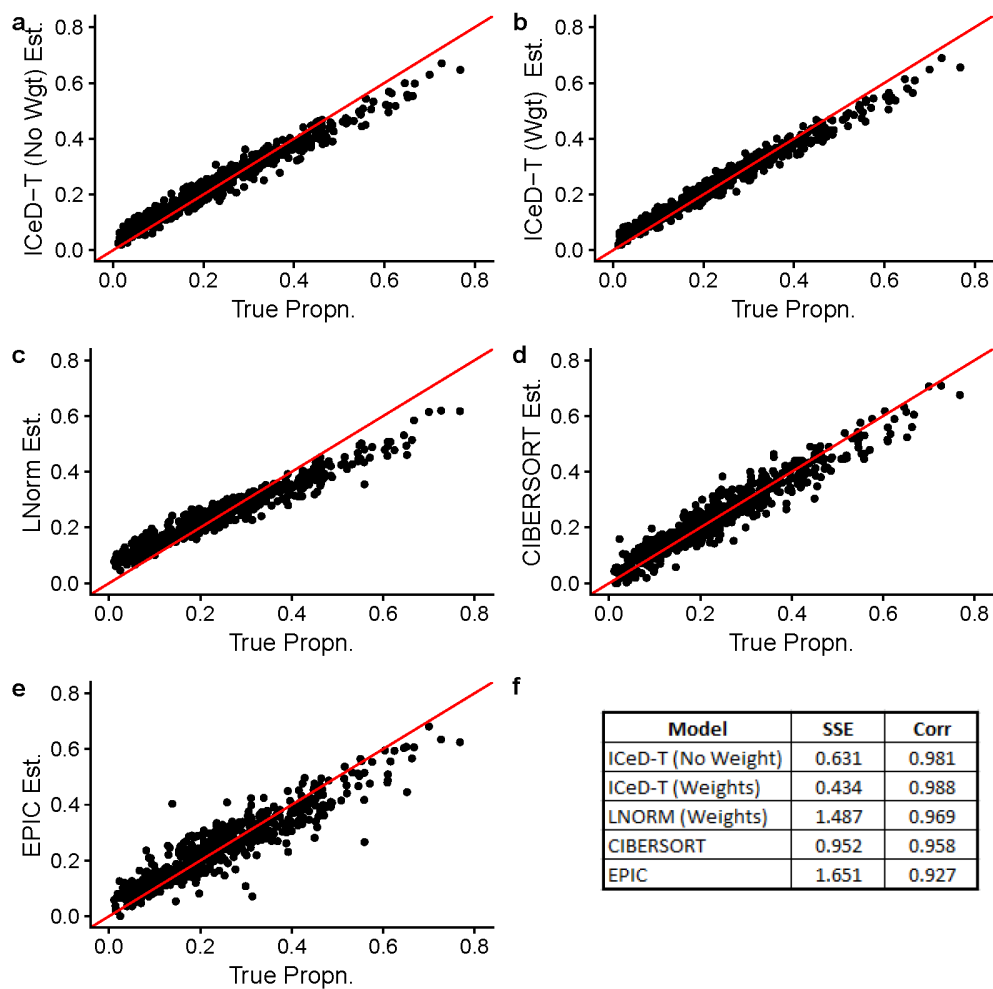 a
b
0.8
0.6
0.4
0.2
0.0
ICeD−T (No Wgt) Est.
0.0 0.2 0.4 0.6 0.8
True Propn.
0.8
0.6
0.4
0.2
0.0
ICeD−T (Wgt) Est.
0.0 0.2 0.4 0.6 0.8
True Propn.
c
d
0.8
0.6
0.4
0.2
0.0
LNorm Est.
0.0 0.2 0.4 0.6 0.8
True Propn.
0.8
0.6
0.4
0.2
0.0
CIBERSORT Est.
0.0 0.2 0.4 0.6 0.8
True Propn.
e
f
0.8
0.6
0.4
0.2
0.0
EPIC Est.
0.0 0.2 0.4 0.6 0.8
True Propn.
Model SSE Corr
ICeD-T (No Weight) 0.631 0.981
ICeD-T (Weights) 0.434 0.988
LNORM (Weights) 1.487 0.969
CIBERSORT 0.952 0.958
EPIC 1.651 0.927